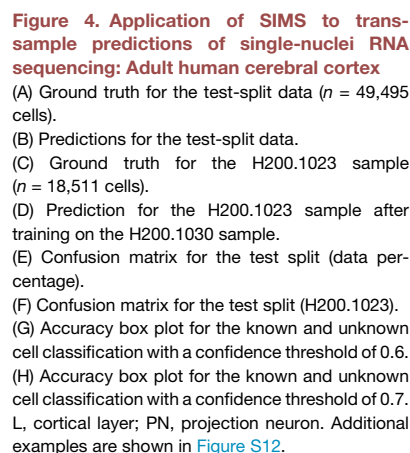 Figure 4. Application of SIMS to trans-
sample predictions of single-nuclei RNA
sequencing: Adult human cerebral cortex
(A) Ground truth for the test-split data (n = 49,495
cells).
(B) Predictions for the test-split data.
(C) Ground truth for the H200.1023 sample
(n = 18,511 cells).
(D) Prediction for the H200.1023 sample after
training on the H200.1030 sample.
(E) Confusion matrix for the test split (data per-
centage).
(F) Confusion matrix for the test split (H200.1023).
(G) Accuracy box plot for the known and unknown
cell classification with a confidence threshold of 0.6.
(H) Accuracy box plot for the known and unknown
cell classification with a confidence threshold of 0.7.
L, cortical layer; PN, projection neuron. Additional
examples are shown in Figure S12.